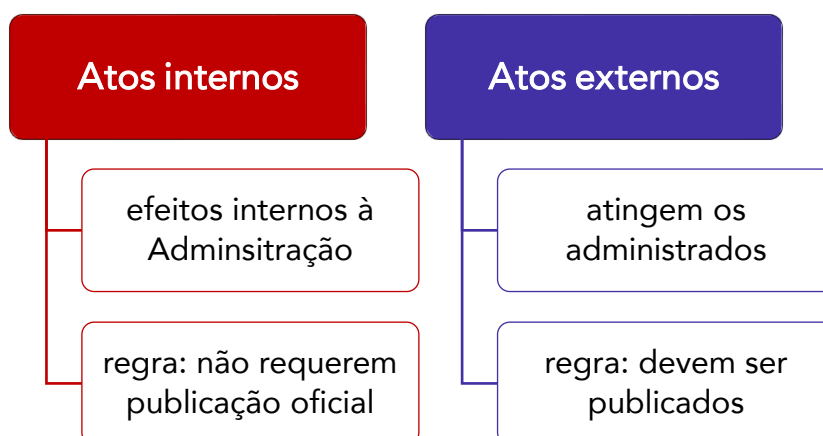 Atos internos
efeitos internos à
Adminsitração
regra: não requerem
publicação oficial
Atos externos
atingem os
administrados
regra: devem ser
publicados